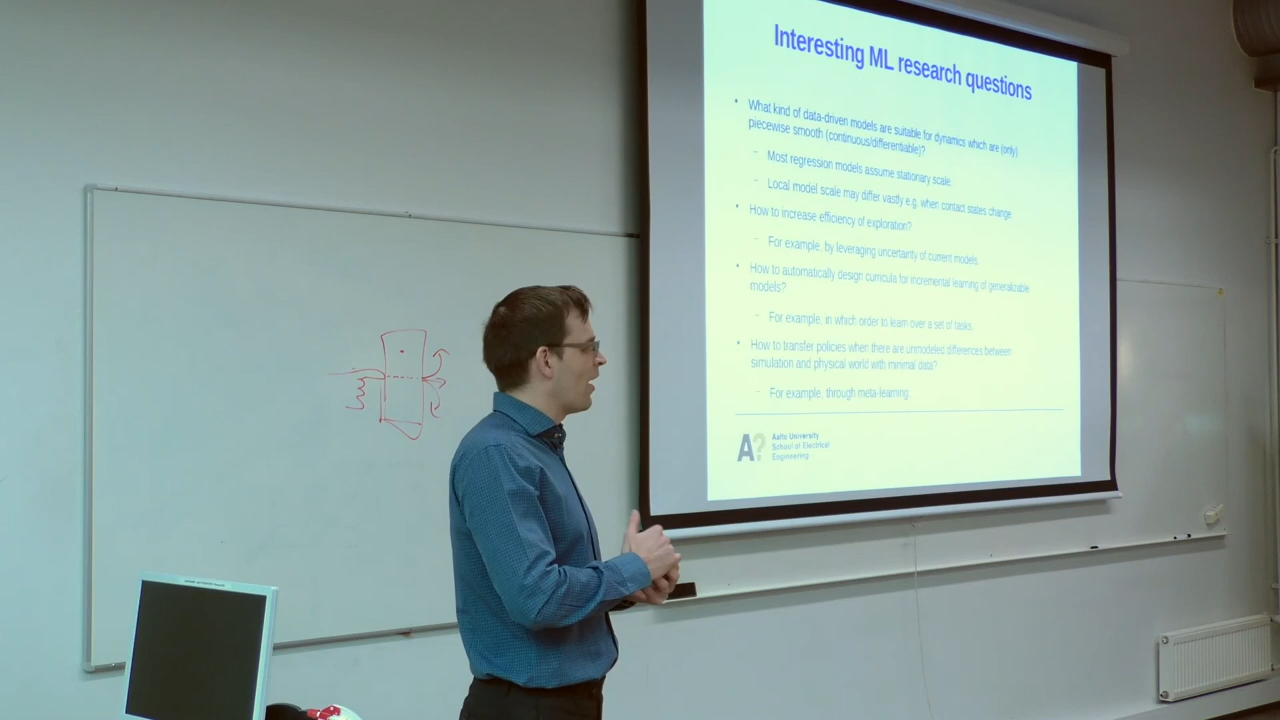 Interesting ML research questions
• What kind of data-driven models are suitable for dynamics which are (only)
piecewise smooth (continuous/differentiable)?
– Most regression models assume stationary scale.
– Local model scale may differ vastly e.g. when contact states change.
• How to increase efficiency of exploration?
– For example, by leveraging uncertainty of current models.
• How to automatically design curricula for incremental learning of generalizable
models?
– For example, in which order to learn over a set of tasks.
• How to transfer policies when there are unmodeled differences between
simulation and physical world with minimal data?
– For example, through meta-learning.
A?
Aalto University
School of Electrical
Engineering